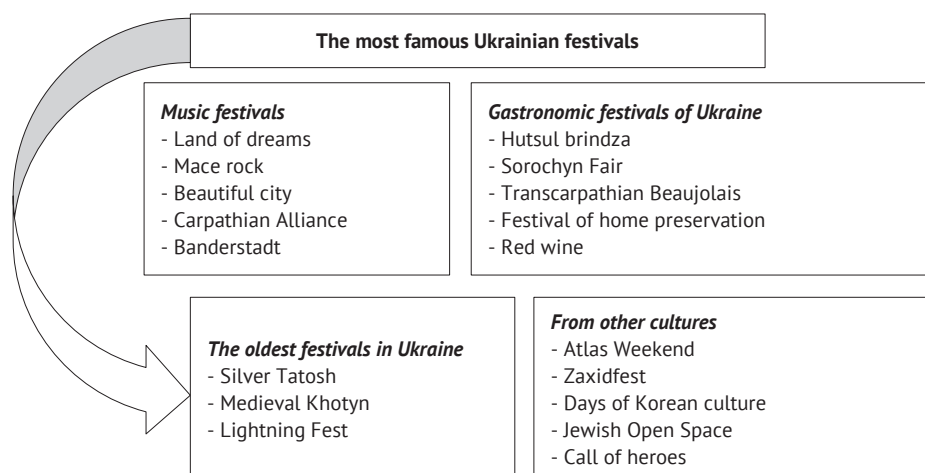 The most famous Ukrainian festivals
Music festivals
- Land of dreams
- Mace rock
- Beautiful city
- Carpathian Alliance
- Banderstadt
Gastronomic festivals of Ukraine
- Hutsul brindza
- Sorochyn Fair
- Transcarpathian Beaujolais
- Festival of home preservation
- Red wine
The oldest festivals in Ukraine
- Silver Tatosh
- Medieval Khotyn
- Lightning Fest
From other cultures
- Atlas Weekend
- Zaxidfest
- Days of Korean culture
- Jewish Open Space
- Call of heroes